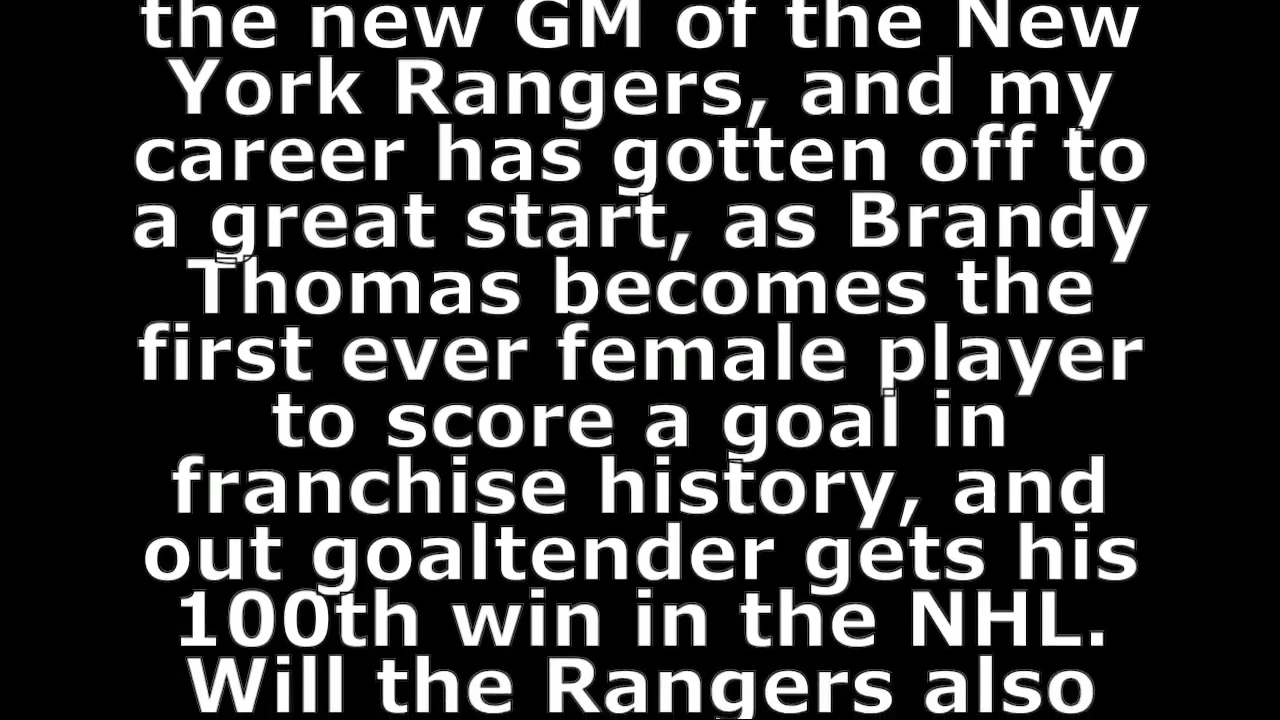 the new GM of the New
York Rangers, and my
career has gotten off to
a great start, as Brandy
Thomas becomes the
first ever female player
to score a goal in
franchise history, and
out goaltender gets his
100th win in the NHL.
Will the Rangers also